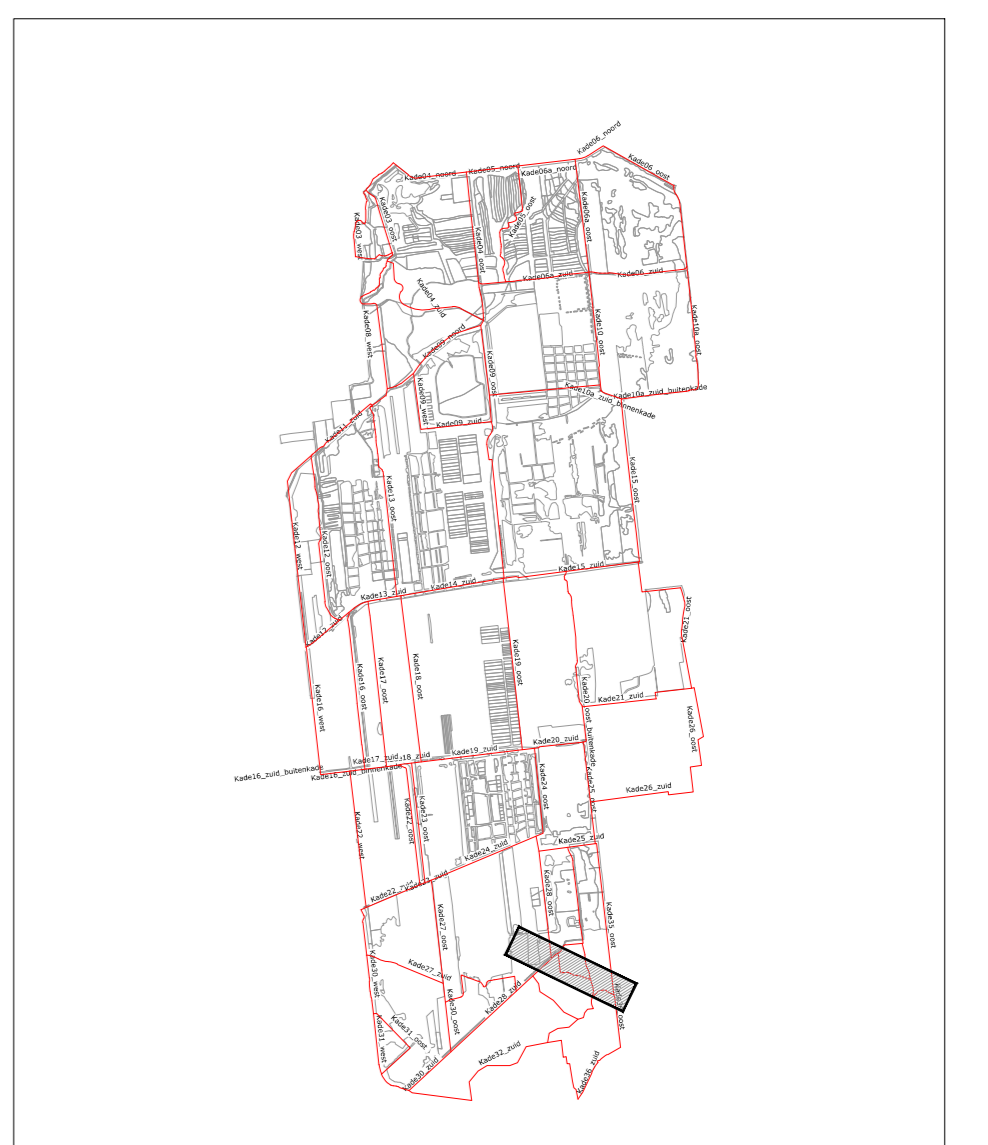 Kade06_noord
Kade04_noord
Kade05_noord
Kade06a_noord
Kade06_oost
Kade03_west
Kade03_oost
Kade04_oost
Kade05_oost
Kade06a_oost
Kade04_zuid
Kade06a_zuid
Kade06_zuid
Kade08_west
Kade09_noord
Kade10_oost
Kade10a_oost
Kade09_west
Kade09_oost
Kade10a_zuid_buitenkade
Kade10a_zuid_binnenkade
Kade09_zuid
Kade11_zuid
Kade13_oost
Kade15_oost
Kade12_west
Kade12_oost
Kade15_zuid
Kade14_zuid
Kade13_zuid
Kade12_zuid
Kade21_oost
Kade16_west
Kade16_oost
Kade17_oost
Kade18_oost
Kade19_oost
Kade20_oost_buitenkade
Kade21_zuid
Kade26_oost
Kade20_zuid
Kade19_zuid
18_zuid
Kade17_zuid
Kade16_zuid_buitenkade
Kade16_zuid_binnenkade
Kade24_oost
Kade25_oost
Kade26_zuid
Kade22_west
Kade22_oost
Kade23_oost
Kade25_zuid
Kade24_zuid
Kade22_zuid
Kade23_zuid
Kade28_oost
Kade35_oost
Kade27_oost
Kade30_west
Kade27_zuid
Kade28_zuid
Kade30_oost
Kade31_west
Kade31_oost
Kade32_zuid
Kade30_zuid
Kade36_zuid